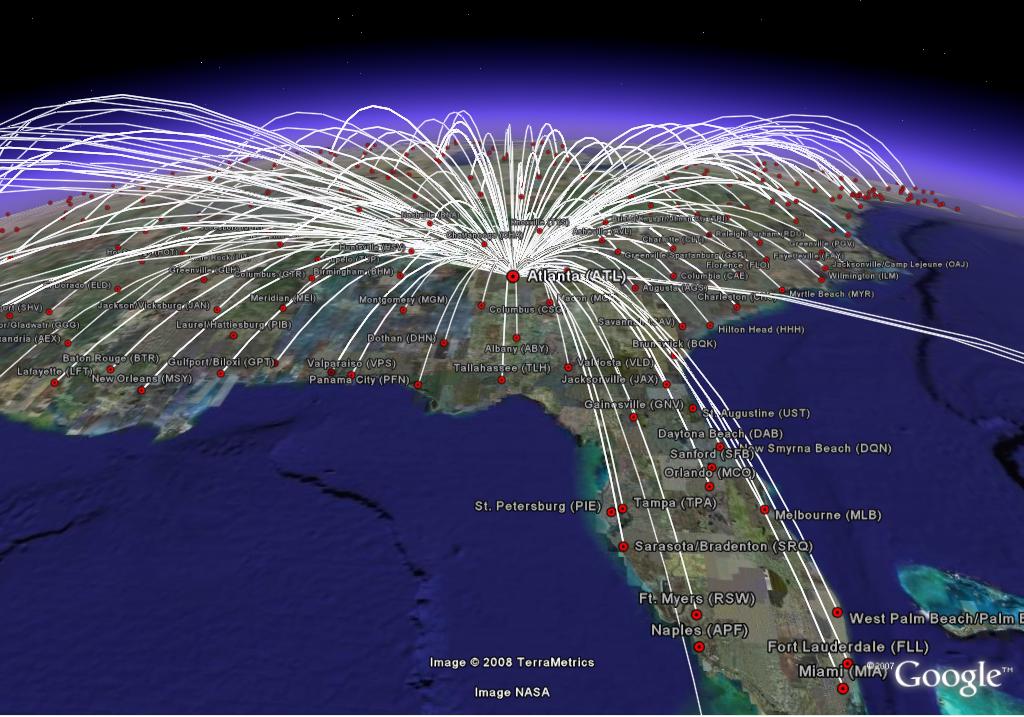 Nashville (BNA)
Knoxville (TYS)
Chattanooga (CHA)
Asheville (AVL)
Charlotte (CLT)
Raleigh/Durham (RDU)
Greenville (PGV)
Huntsville (HSV)
Tupelo (TUP)
Greenville (GLH)
Columbus (GTR)
Birmingham (BHM)
Greenville-Spartanburg (GSR)
Fayetteville (FAY)
Florence (FLO)
Jacksonville/Camp Lejeune (OAJ)
Atlanta (ATL)
Columbia (CAE)
Wilmington (ILM)
Dorado (ELD)
Augusta (AGS)
Charleston (CHS)
Myrtle Beach (MYR)
Meridian (MEI)
Montgomery (MGM)
Macon (MCN)
Jackson/Vicksburg (JAN)
Columbus (CSG)
ort (SHV)
or/Gladwatr (GGG)
Laurel/Hattiesburg (PIB)
Savannah (SAV)
Hilton Head (HHH)
andria (AEX)
Dothan (DHN)
Albany (ABY)
Brunswick (BQK)
Baton Rouge (BTR)
Gulfport/Biloxi (GPT)
Valparaiso (VPS)
Tallahassee (TLH)
Valdosta (VLD)
Lafayette (LFT)
New Orleans (MSY)
Panama City (PFN)
Jacksonville (JAX)
Gainesville (GNV)
St. Augustine (UST)
Daytona Beach (DAB)
New Smyrna Beach (DQN)
Sanford (SFB)
Orlando (MCO)
St. Petersburg (PIE)
Tampa (TPA)
Melbourne (MLB)
Sarasota/Bradenton (SRQ)
Ft. Myers (RSW)
West Palm Beach/Palm B
Naples (APF)
Fort Lauderdale (FLL)
Miami (MIA)
Image © 2008 TerraMetrics
©2007 Google™
Image NASA